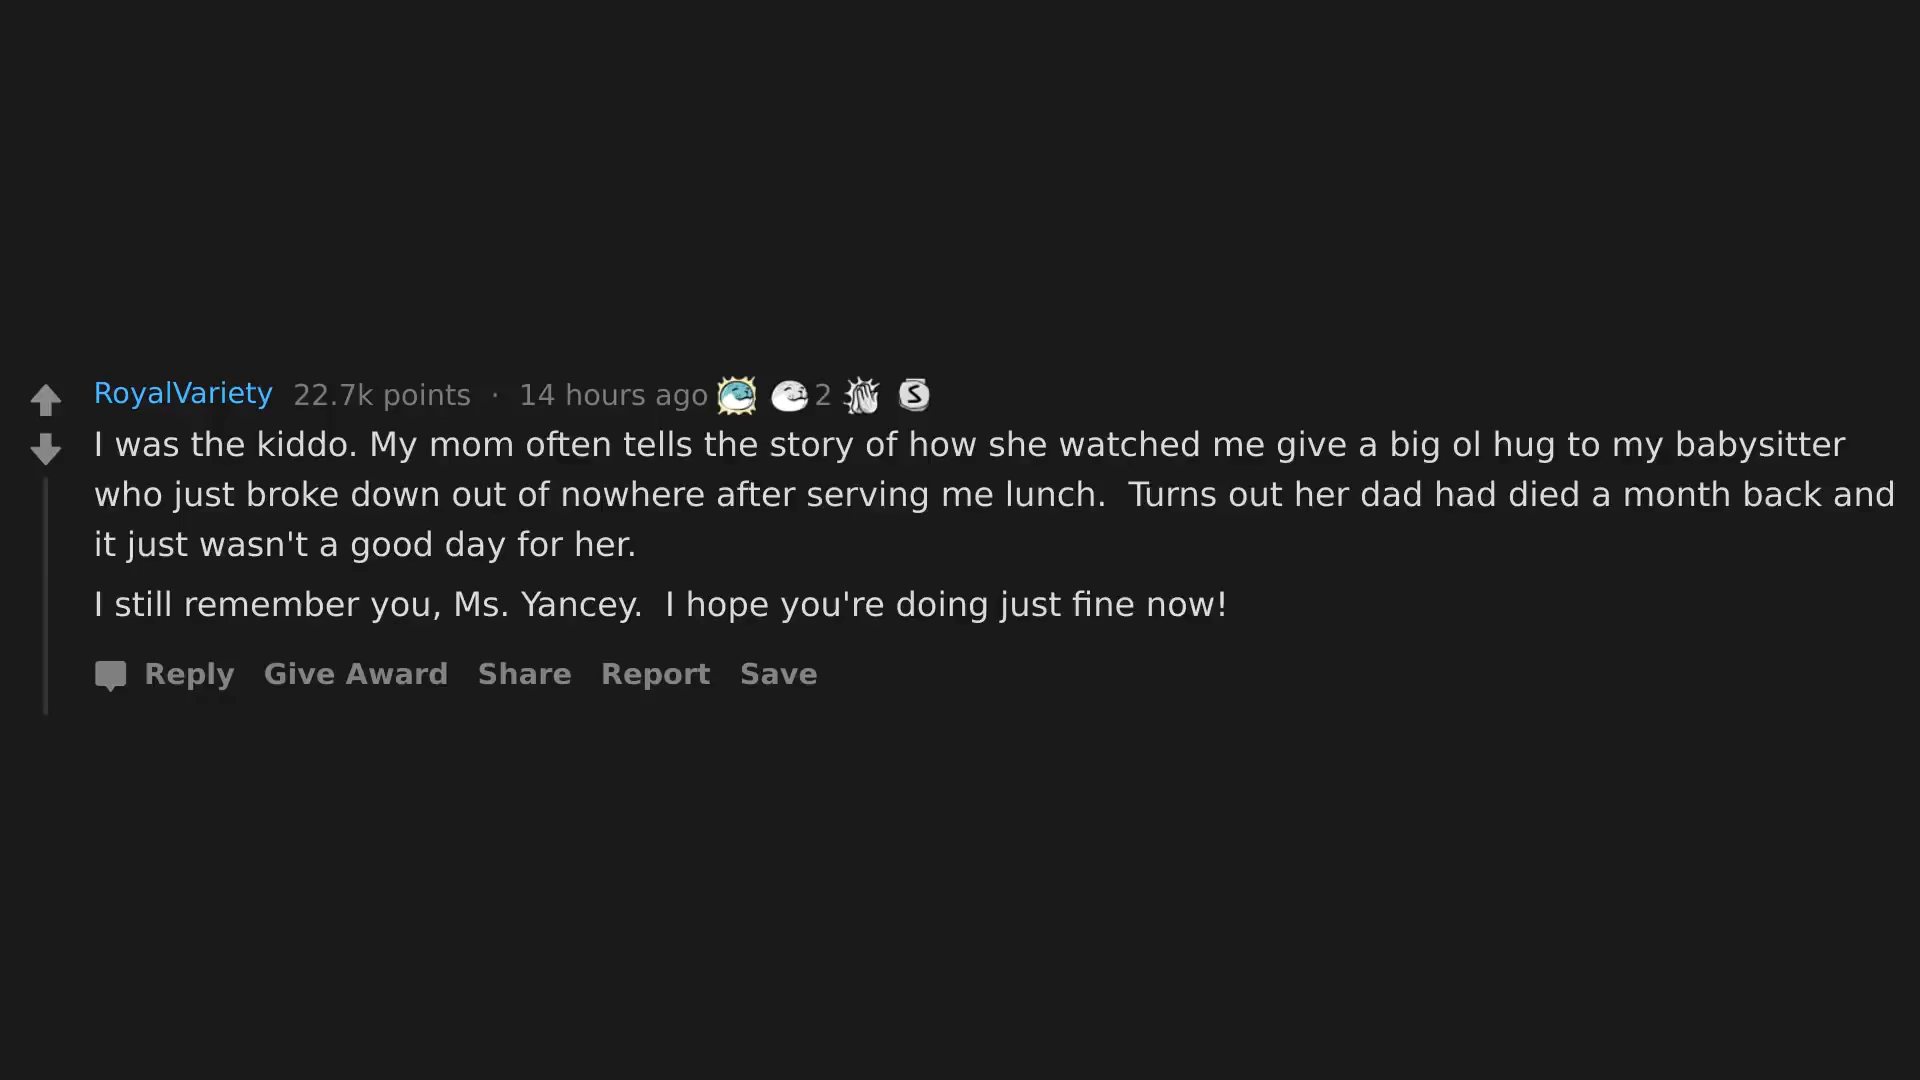 RoyalVariety 22.7k points · 14 hours ago 2 S
I was the kiddo. My mom often tells the story of how she watched me give a big ol hug to my babysitter
who just broke down out of nowhere after serving me lunch.  Turns out her dad had died a month back and
it just wasn't a good day for her.
I still remember you, Ms. Yancey.  I hope you're doing just fine now!
Reply Give Award Share Report Save